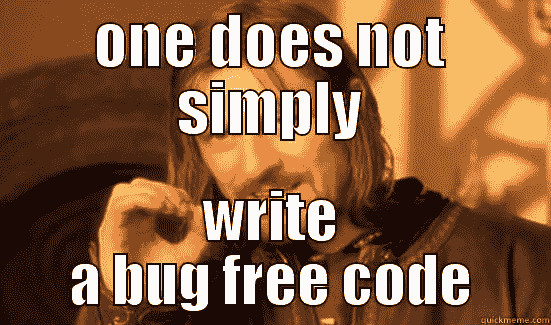 one does not
simply
write
a bug free code
quickmeme.com